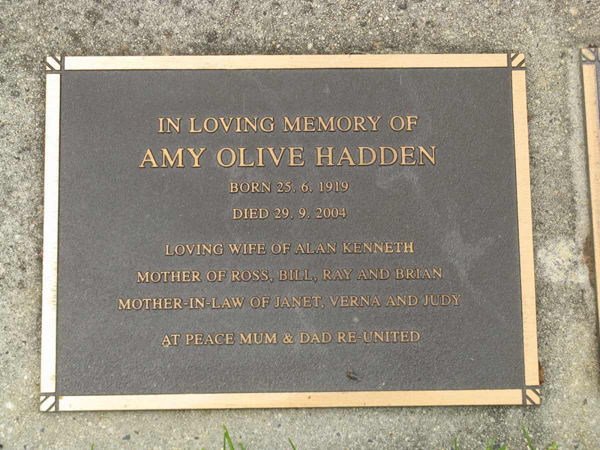 IN LOVING MEMORY OF
AMY OLIVE HADDEN
BORN 25. 6. 1919
DIED 29. 9. 2004
LOVING WIFE OF ALAN KENNETH
MOTHER OF ROSS, BILL, RAY AND BRIAN
MOTHER-IN-LAW OF JANET, VERNA AND JUDY
AT PEACE MUM & DAD RE-UNITED